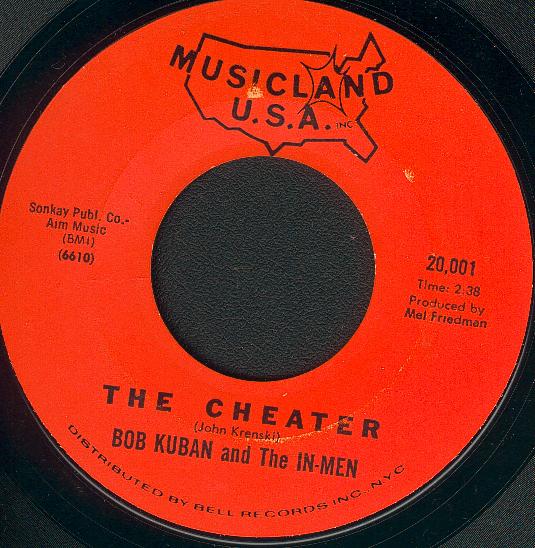 MUSICLAND
U.S.A. INC
Sonkay Publ. Co.-
Aim Music
(BMI)
(6610)
20,001
Time: 2:38
Produced by
Mel Friedman
THE CHEATER
(John Krenski)
BOB KUBAN and The IN-MEN
DISTRIBUTED BY BELL RECORDS INC., NYC